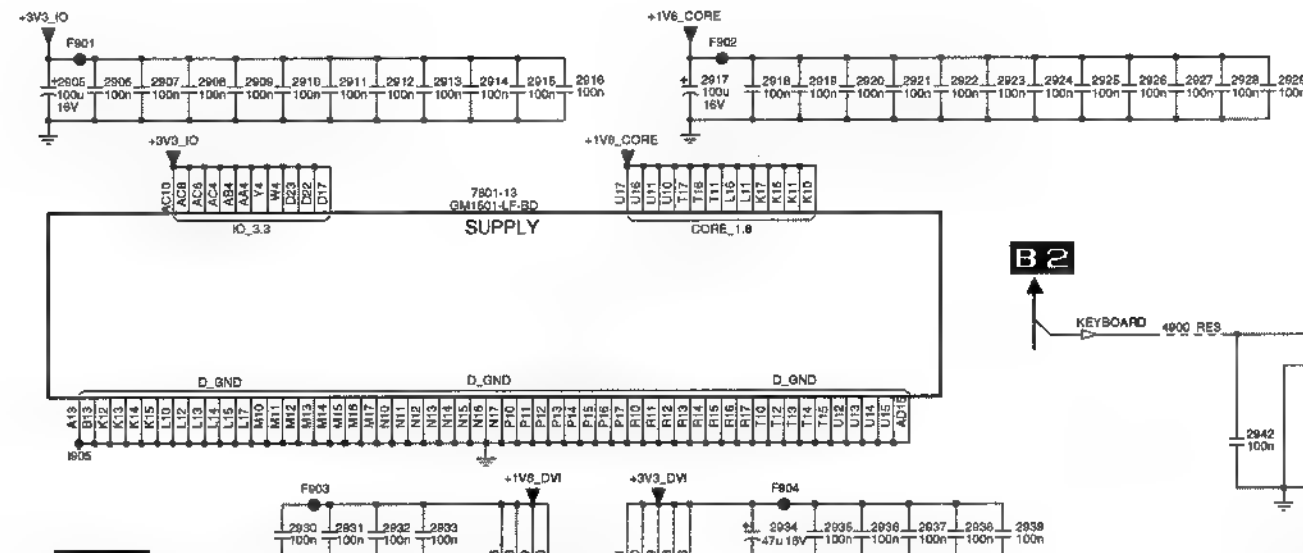 +3V3_IO
F901
+2905 2906 2907 2908 2909 2910 2911 2912 2913 2914 2915 2916
100u 100n 100n 100n 100n 100n 100n 100n 100n 100n 100n 100n
16V
+1V8_CORE
F902
+ 2917 2918 2919 2920 2921 2922 2923 2924 2925 2926 2927 2928 2929
100u 100n 100n 100n 100n 100n 100n 100n 100n 100n 100n 100n 100n
16V
+3V3_IO
+1V8_CORE
AC10 AC8 AC6 AC4 AB4 AA4 Y4 W4 D23 D22 D17
7801-13
GM1501-LF-BD
U17 U16 U11 U10 T17 T16 T11 L16 L11 K17 K16 K11 K10
IO_3.3
SUPPLY
CORE_1.8
B 2
KEYBOARD
4900 RES
D_GND
D_GND
D_GND
A13 B13 K12 K13 K14 K15 L10 L12 L13 L14 L15 L17 M10 M11 M12 M13 M14 M15 M16 M17 N10 N11 N12 N13 N14 N15 N16 N17 P10 P11 P12 P13 P14 P15 P16 P17 R10 R11 R12 R13 R14 R15 R16 R17 T10 T12 T13 T14 T15 U12 U13 U14 U15 AD15
I905
2942
100n
F903
+1V8_DVI
+3V3_DVI
F904
2930 2931 2932 2933
100n 100n 100n 100n
+ 2934 2935 2936 2937 2938 2939
47u 16V 100n 100n 100n 100n 100n